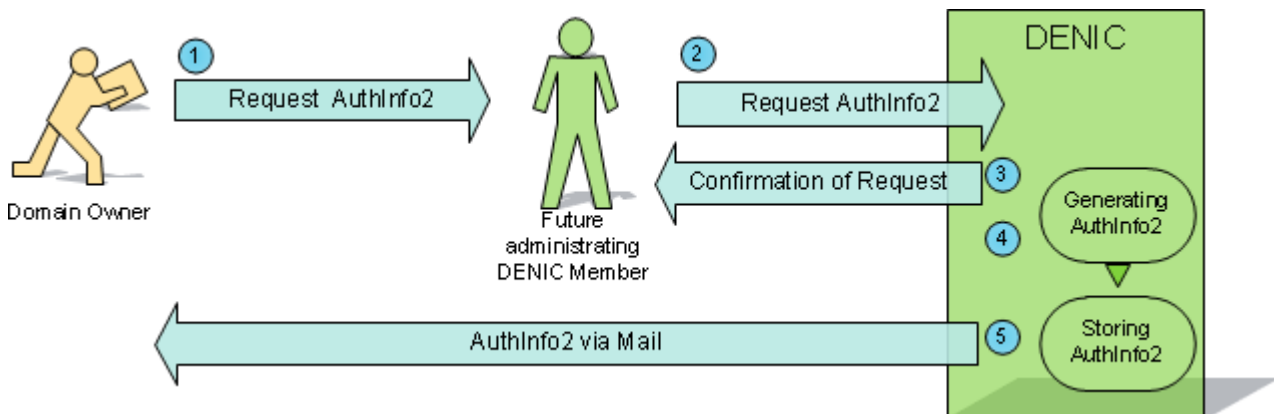 DENIC
1
2
Request AuthInfo2
Request AuthInfo2
3
Confirmation of Request
Generating
AuthInfo2
4
Domain Owner
Future
administrating
DENIC Member
5
AuthInfo2 via Mail
Storing
AuthInfo2